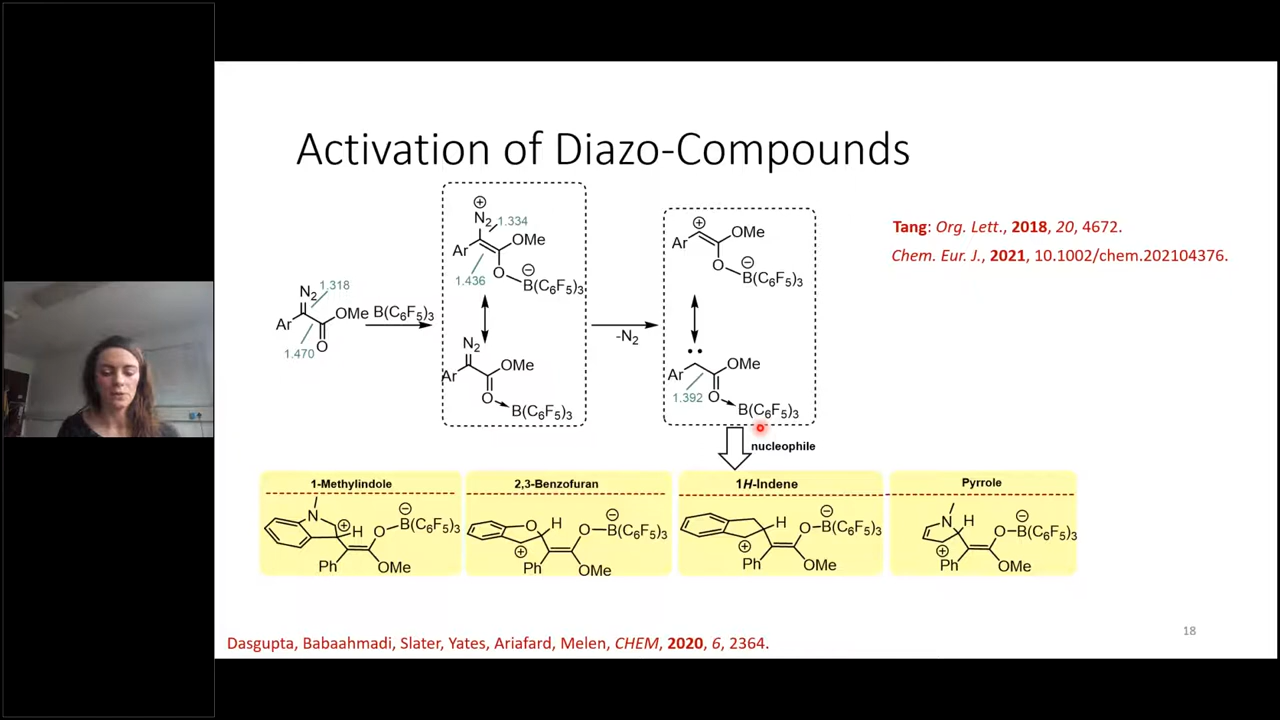 Activation of Diazo-Compounds
⊕
N2 1.334
Ar OMe
1.436 O ⊖
B(C6F5)3
N2 1.318
Ar OMe B(C6F5)3
O
1.470
N2
Ar OMe
O B(C6F5)3
-N2
⊕
Ar OMe
O ⊖
B(C6F5)3
Ar OMe
1.392 O
B(C6F5)3
nucleophile
Tang: Org. Lett., 2018, 20, 4672.
Chem. Eur. J., 2021, 10.1002/chem.202104376.
1-Methylindole
N ⊕ H O ⊖ B(C6F5)3
Ph OMe
2,3-Benzofuran
O H O ⊖ B(C6F5)3
⊕ Ph OMe
1H-Indene
H O ⊖ B(C6F5)3
⊕ Ph OMe
Pyrrole
N H O ⊖ B(C6F5)3
⊕ Ph OMe
18
Dasgupta, Babaahmadi, Slater, Yates, Ariafard, Melen, CHEM, 2020, 6, 2364.